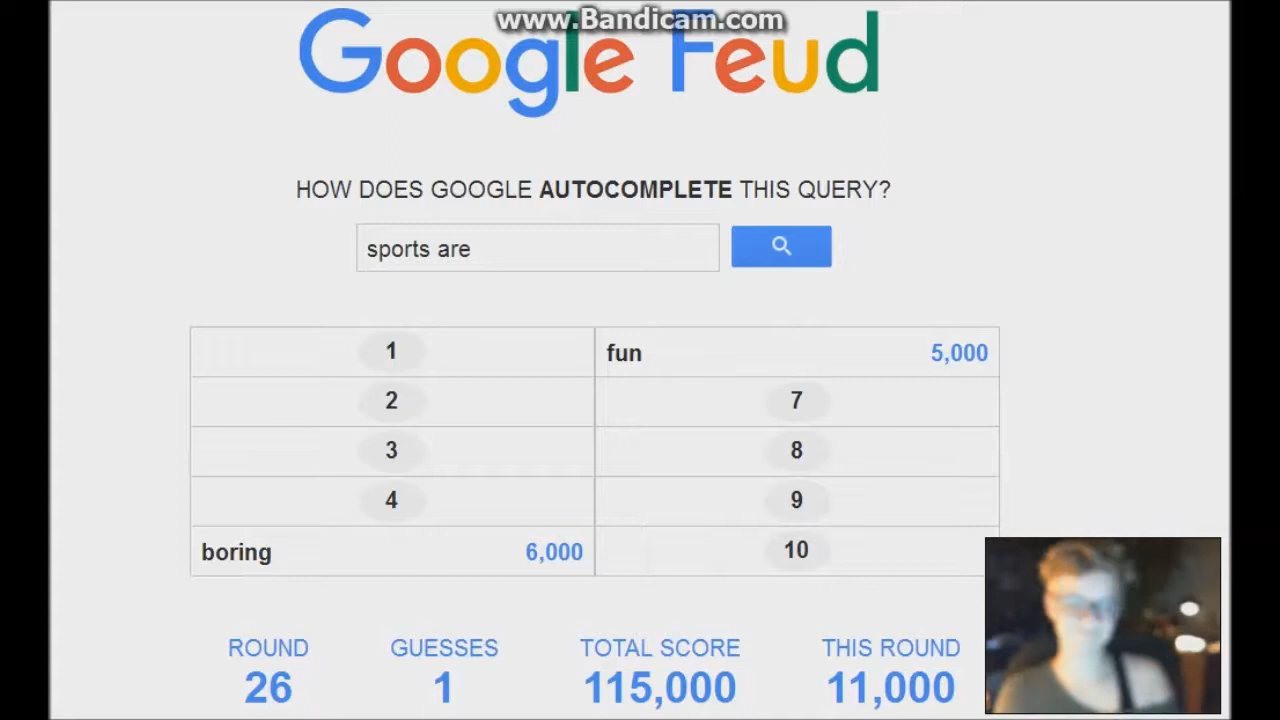 www.Bandicam.com
Google Feud
HOW DOES GOOGLE AUTOCOMPLETE THIS QUERY?
sports are
1
fun 5,000
2
7
3
8
4
9
boring 6,000
10
ROUND GUESSES TOTAL SCORE THIS ROUND
26 1 115,000 11,000